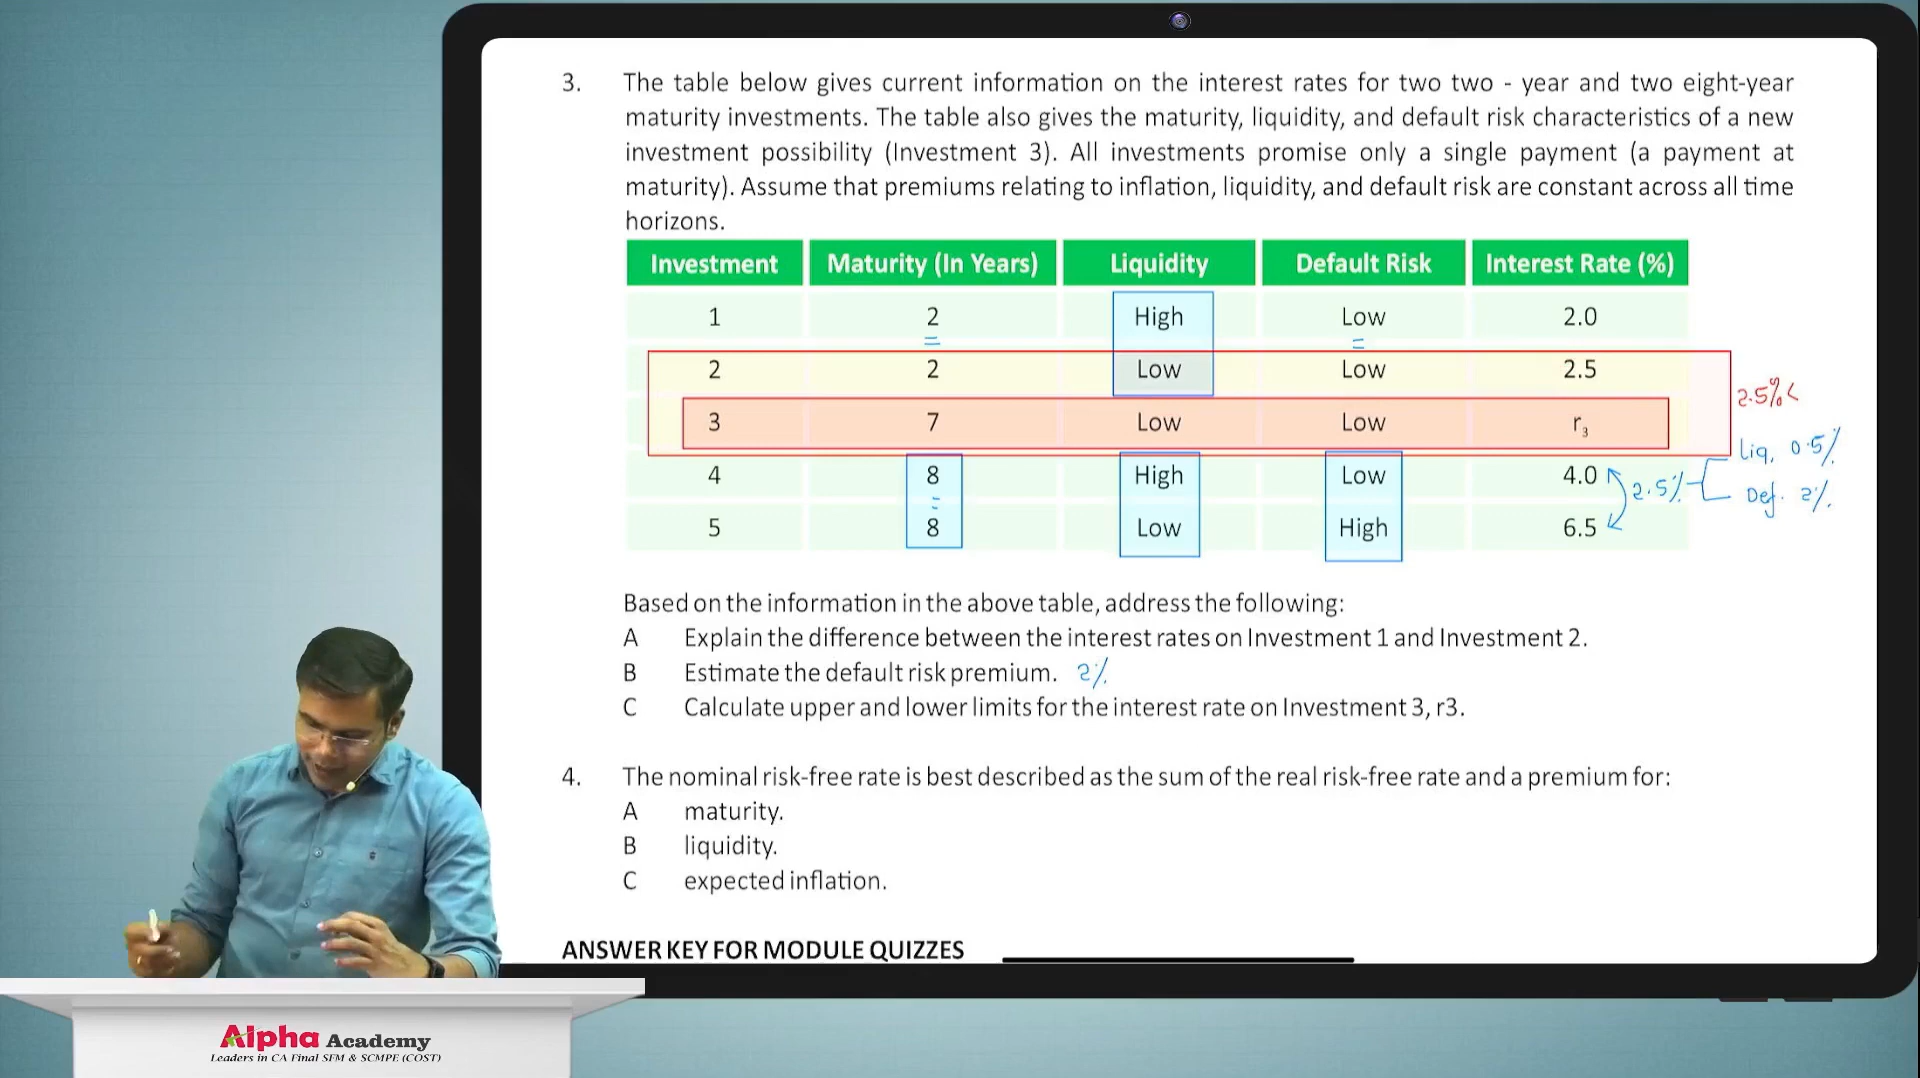 3. The table below gives current information on the interest rates for two two - year and two eight-year
maturity investments. The table also gives the maturity, liquidity, and default risk characteristics of a new
investment possibility (Investment 3). All investments promise only a single payment (a payment at
maturity). Assume that premiums relating to inflation, liquidity, and default risk are constant across all time
horizons.
Investment Maturity (In Years) Liquidity Default Risk Interest Rate (%)
1 2 High Low 2.0
2 2 Low Low 2.5
2.5% <
3 7 Low Low r₃
Liq. 0.5%
4 8 High Low 4.0
2.5%
Def. 2%
5 8 Low High 6.5
Based on the information in the above table, address the following:
A Explain the difference between the interest rates on Investment 1 and Investment 2.
B Estimate the default risk premium. 2%
C Calculate upper and lower limits for the interest rate on Investment 3, r3.
4. The nominal risk-free rate is best described as the sum of the real risk-free rate and a premium for:
A maturity.
B liquidity.
C expected inflation.
ANSWER KEY FOR MODULE QUIZZES
Alpha Academy
Leaders in CA Final SFM & SCMPE (COST)